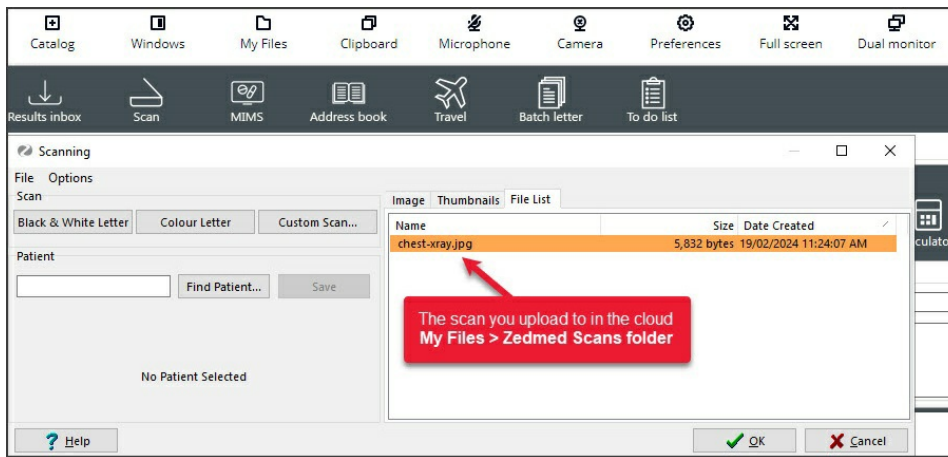 Catalog Windows My Files Clipboard Microphone Camera Preferences Full screen Dual monitor
Results inbox Scan MIMS Address book Travel Batch letter To do list
Scanning
File Options
Scan
Black & White Letter Colour Letter Custom Scan...
Patient
Find Patient... Save
No Patient Selected
Image Thumbnails File List
Name Size Date Created
chest-xray.jpg 5,832 bytes 19/02/2024 11:24:07 AM
The scan you upload to in the cloud
My Files > Zedmed Scans folder
culato
Help OK Cancel